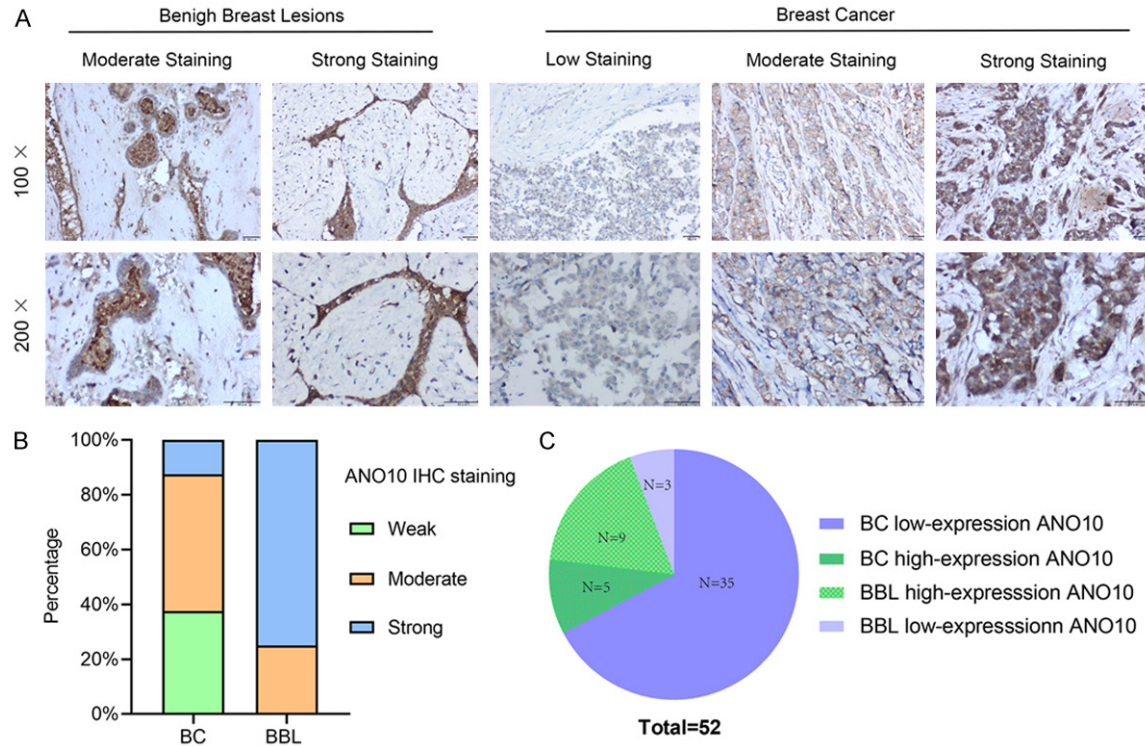 A
Benigh Breast Lesions
Breast Cancer
Moderate Staining
Strong Staining
Low Staining
Moderate Staining
Strong Staining
100 ×
200 ×
B
100%
80%
60%
40%
20%
0%
Percentage
BC
BBL
ANO10 IHC staining
Weak
Moderate
Strong
C
N=3
N=9
N=5
N=35
Total=52
BC low-expression ANO10
BC high-expression ANO10
BBL high-expresssion ANO10
BBL low-expresssionn ANO10